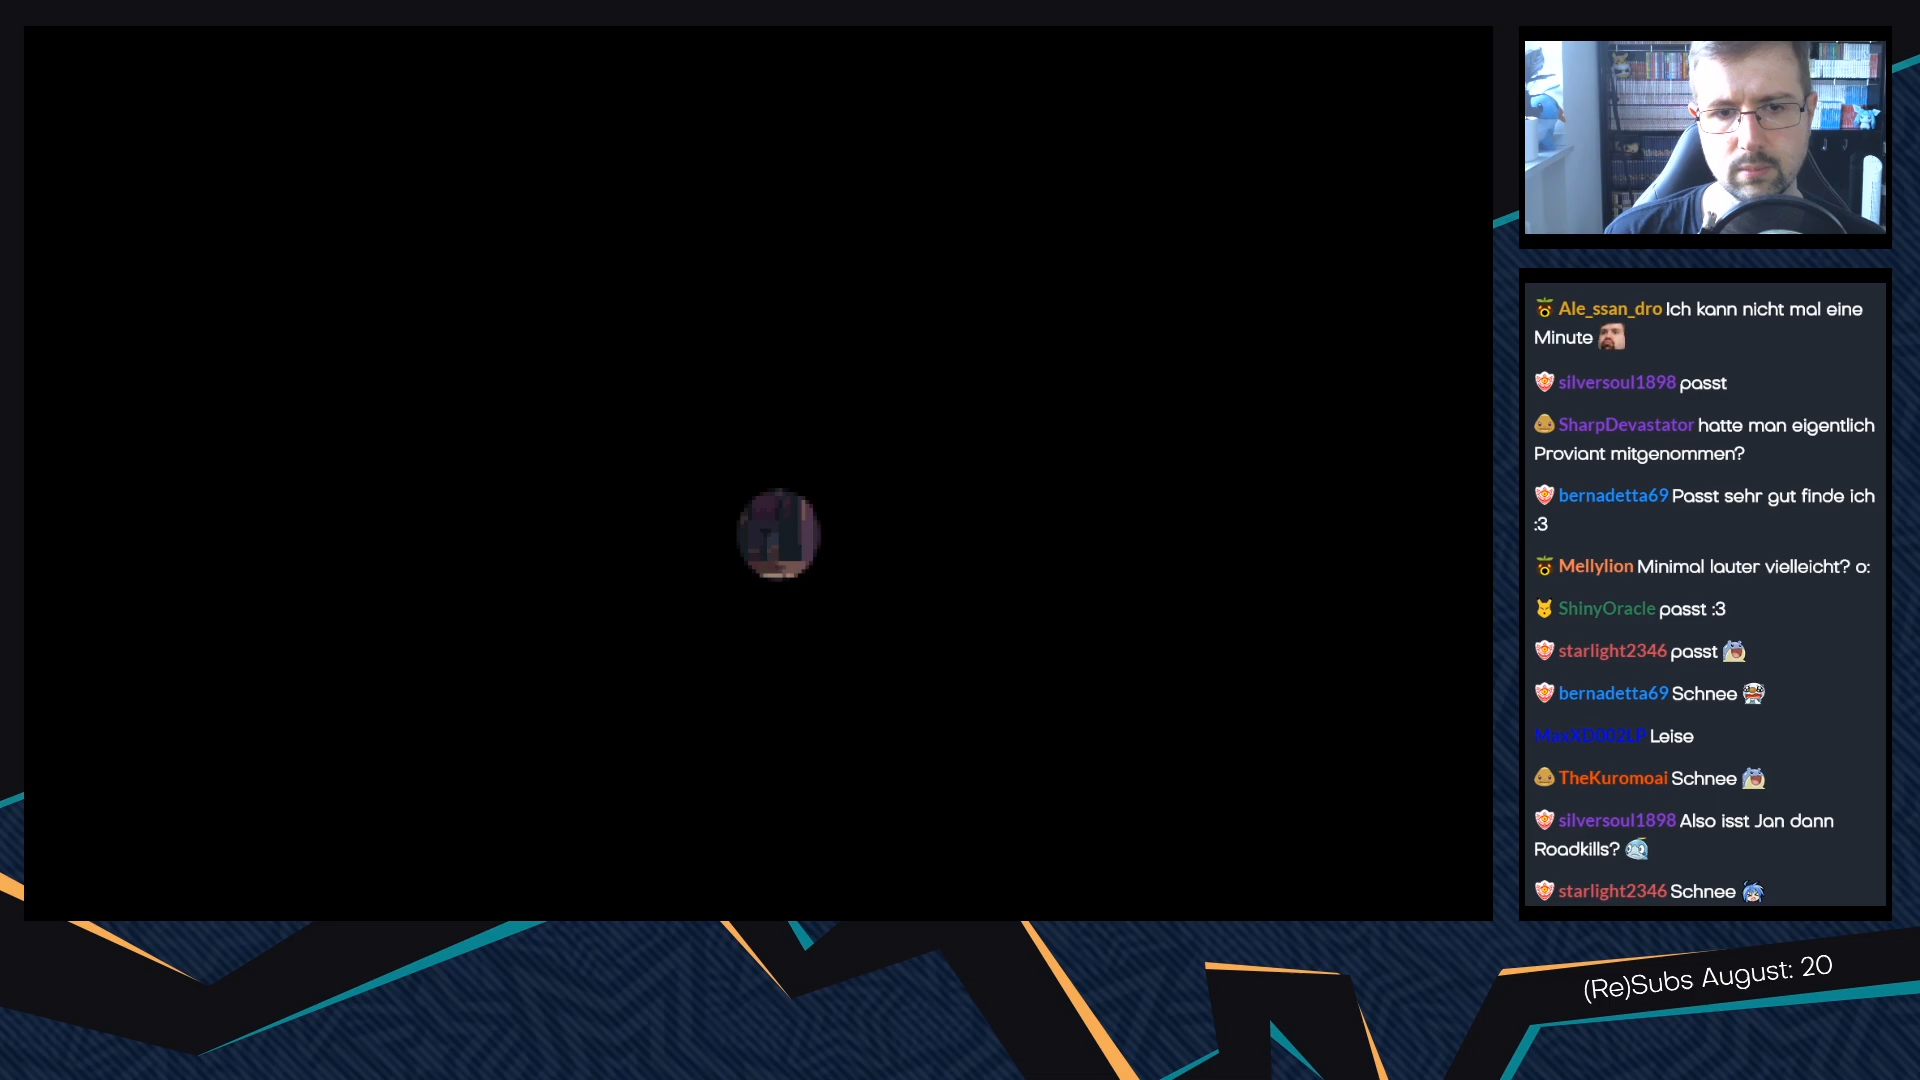 Ale_ssan_dro Ich kann nicht mal eine
Minute
silversoul1898 passt
SharpDevastator hatte man eigentlich
Proviant mitgenommen?
bernadetta69 Passt sehr gut finde ich
:3
Mellylion Minimal lauter vielleicht? o:
ShinyOracle passt :3
starlight2346 passt
bernadetta69 Schnee
MaxXD002LP Leise
TheKuromoai Schnee
silversoul1898 Also isst Jan dann
Roadkills?
starlight2346 Schnee
(Re)Subs August: 20